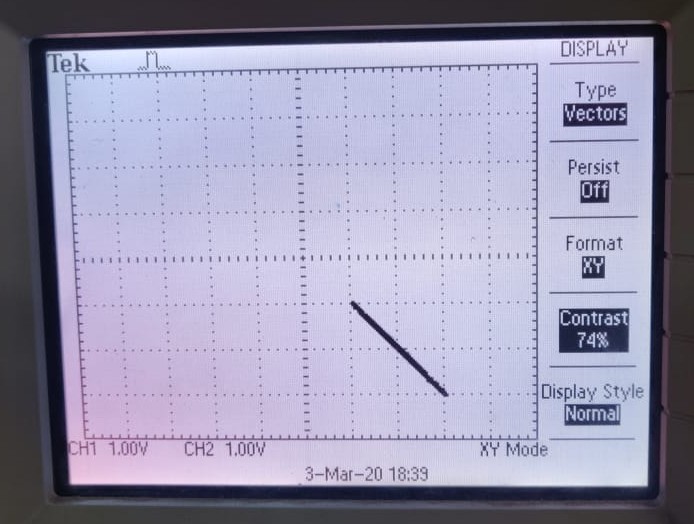 Tek
DISPLAY
Type
Vectors
Persist
Off
Format
XY
Contrast
74%
Display Style
Normal
CH1 1.00V CH2 1.00V XY Mode
3-Mar-20 18:39